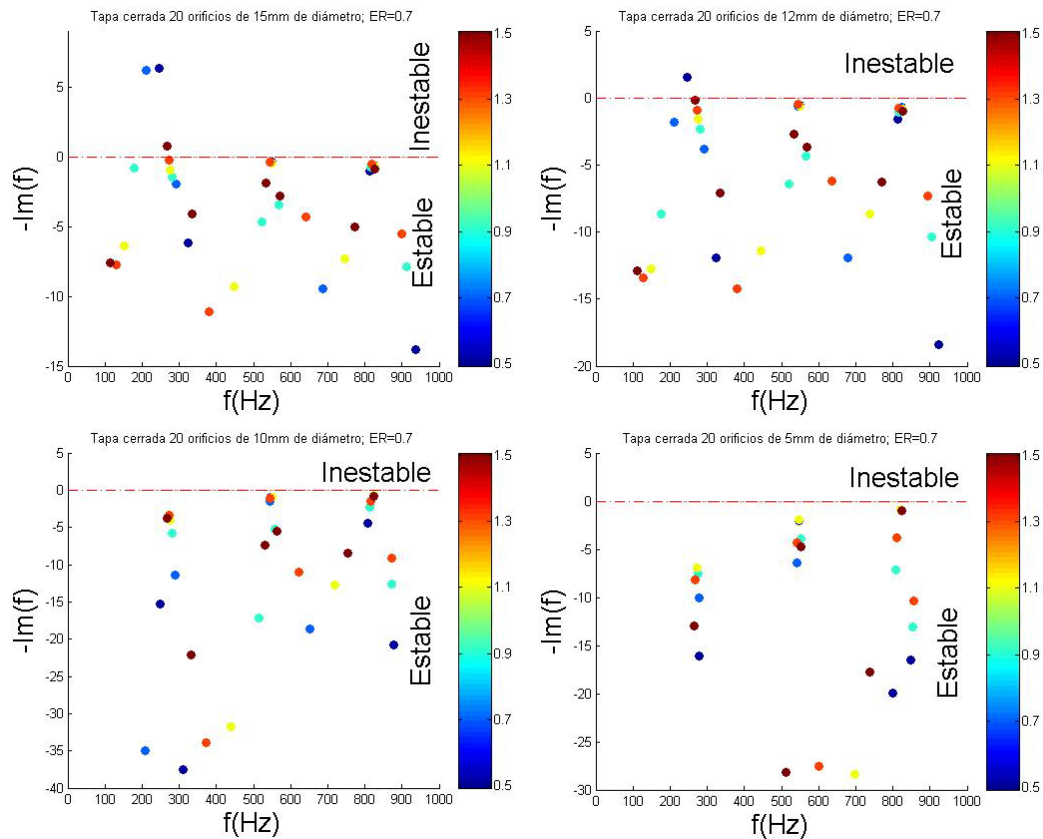 Tapa cerrada 20 orificios de 15mm de diámetro; ER=0.7
5
0
-5
-10
-15
-Im(f)
Inestable
Estable
0 100 200 300 400 500 600 700 800 900 1000
f(Hz)
1.5
1.3
1.1
0.9
0.7
0.5
Tapa cerrada 20 orificios de 12mm de diámetro; ER=0.7
5
0
-5
-10
-15
-20
-Im(f)
Inestable
Estable
0 100 200 300 400 500 600 700 800 900 1000
f(Hz)
1.5
1.3
1.1
0.9
0.7
0.5
Tapa cerrada 20 orificios de 10mm de diámetro; ER=0.7
5
0
-5
-10
-15
-20
-25
-30
-35
-40
-Im(f)
Inestable
Estable
0 100 200 300 400 500 600 700 800 900 1000
f(Hz)
1.5
1.3
1.1
0.9
0.7
0.5
Tapa cerrada 20 orificios de 5mm de diámetro; ER=0.7
5
0
-5
-10
-15
-20
-25
-30
-Im(f)
Inestable
Estable
0 100 200 300 400 500 600 700 800 900 1000
f(Hz)
1.5
1.3
1.1
0.9
0.7
0.5